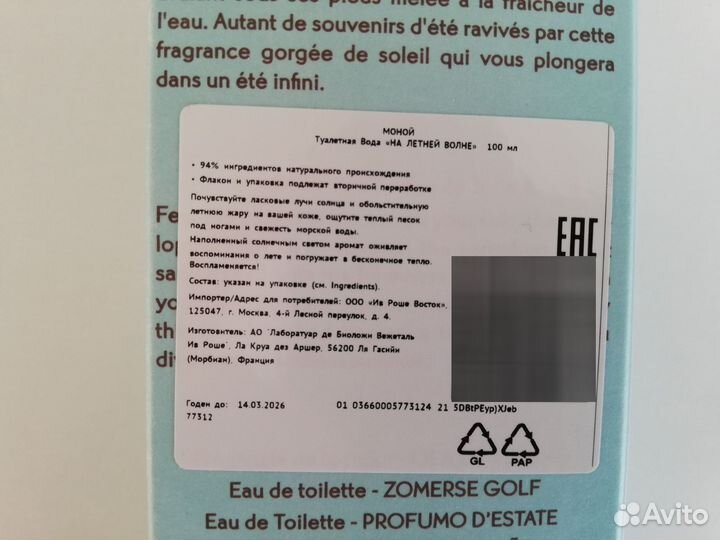 l'eau. Autant de souvenirs d'été ravivés par cette
fragrance gorgée de soleil qui vous plongera
dans un été infini.
МОНОЙ
Туалетная Вода «НА ЛЕТНЕЙ ВОЛНЕ» 100 мл
• 94% ингредиентов натурального происхождения
• Флакон и упаковка подлежат вторичной переработке
Почувствуйте ласковые лучи солнца и обольстительную
летнюю жару на вашей коже, ощутите теплый песок
под ногами и свежесть морской воды.
Наполненный солнечным светом аромат оживляет
воспоминания о лете и погружает в бесконечное тепло.
Воспламеняется!
EAC
Состав: указан на упаковке (см. Ingredients).
Импортер/Адрес для потребителей: ООО «Ив Роше Восток»,
125047, г. Москва, 4-й Лесной переулок, д. 4.
Изготовитель: АО "Лаборатуар де Биоложи Вежеталь
Ив Роше", Ла Круа дез Аршер, 56200 Ля Гасийи
(Морбиан), Франция
Годен до: 14.03.2026 01 03660005773124 21 5DBtPEyp)XJeb
77312
GL PAP
Eau de toilette - ZOMERSE GOLF
Eau de Toilette - PROFUMO D'ESTATE
Avito